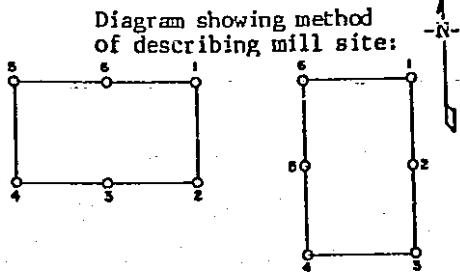 Diagram showing method
of describing mill site:
-N-
5 6 1
4 3 2
6 1
5 2
4 3